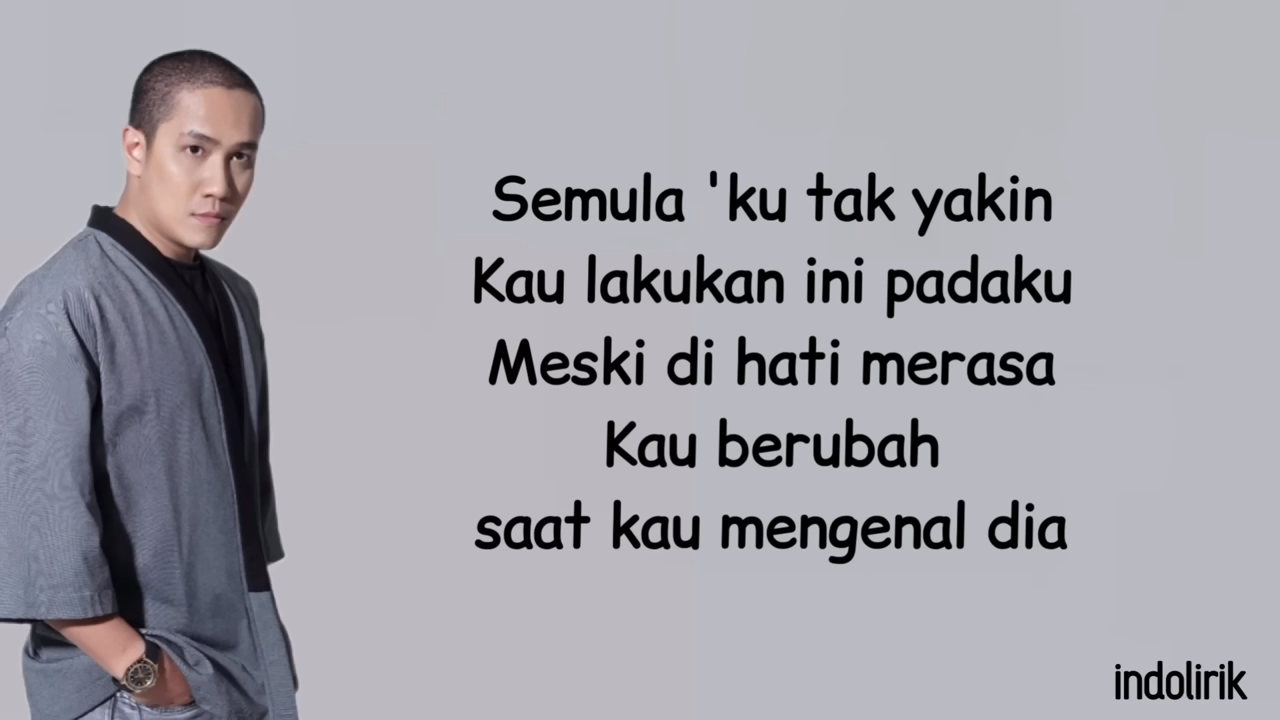 Semula 'ku tak yakin
Kau lakukan ini padaku
Meski di hati merasa
Kau berubah
saat kau mengenal dia
indolirik